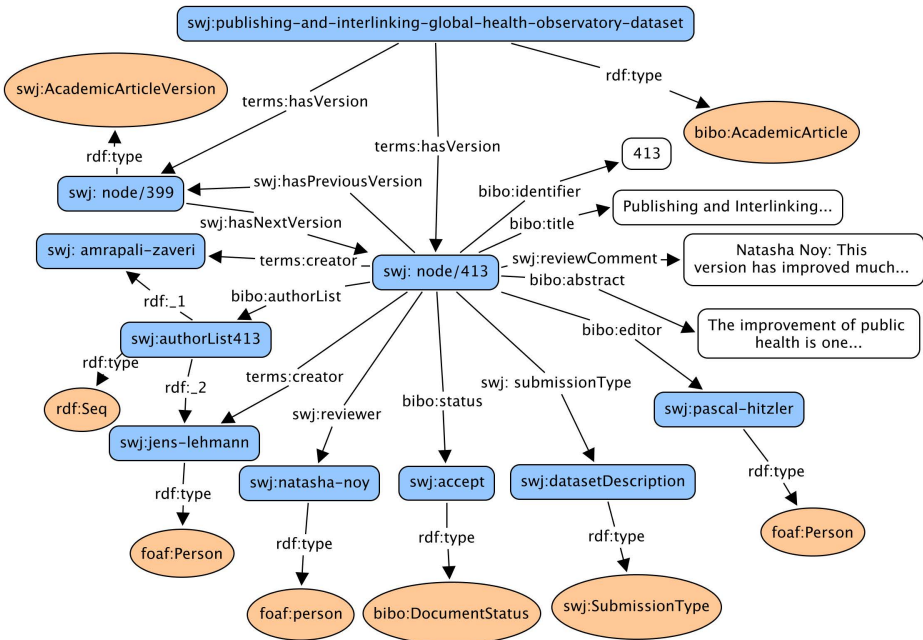 swj:publishing-and-interlinking-global-health-observatory-dataset
rdf:type
swj:AcademicArticleVersion
terms:hasVersion
bibo:AcademicArticle
terms:hasVersion
413
rdf:type
bibo:identifier
swj: node/399
swj:hasPreviousVersion
Publishing and Interlinking...
bibo:title
swj:hasNextVersion
swj: amrapali-zaveri
terms:creator
swj: node/413
swj:reviewComment
Natasha Noy: This
version has improved much...
bibo:abstract
bibo:authorList
rdf:_1
bibo:editor
The improvement of public
health is one...
swj:authorList413
rdf:type
terms:creator
swj: submissionType
rdf:_2
bibo:status
rdf:Seq
swj:reviewer
swj:pascal-hitzler
swj:jens-lehmann
swj:natasha-noy
swj:accept
swj:datasetDescription
rdf:type
rdf:type
foaf:Person
rdf:type
rdf:type
rdf:type
foaf:Person
foaf:person
bibo:DocumentStatus
swj:SubmissionType